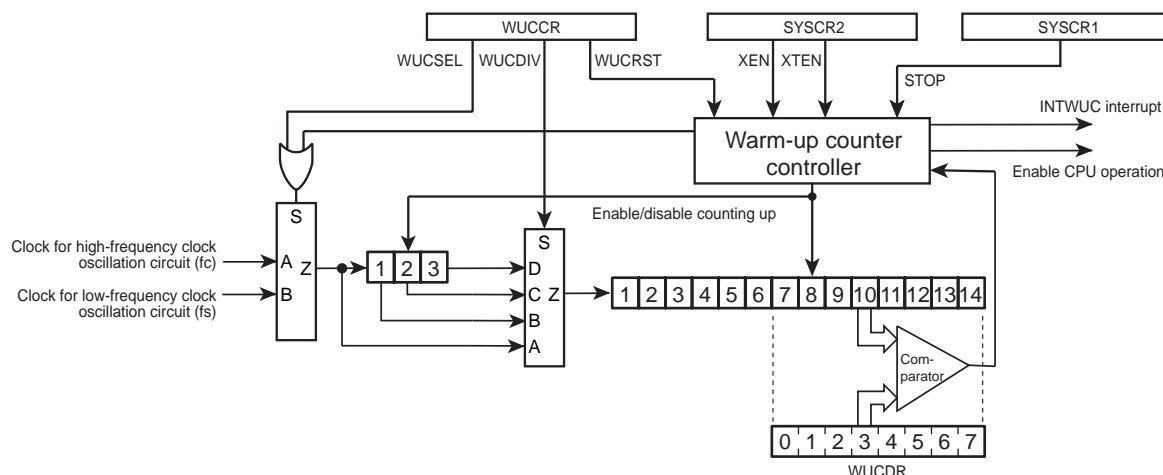 WUCCR
SYSCR2
SYSCR1
WUCSEL
WUCDIV
WUCRST
XEN
XTEN
STOP
INTWUC interrupt
Warm-up counter
controller
Enable CPU operation
S
Enable/disable counting up
Clock for high-frequency clock
oscillation circuit (fc)
A
Z
B
Clock for low-frequency clock
oscillation circuit (fs)
1 2 3
S
D
C
Z
B
A
1 2 3 4 5 6 7 8 9 10 11 12 13 14
Com-
parator
0 1 2 3 4 5 6 7
WUCDR